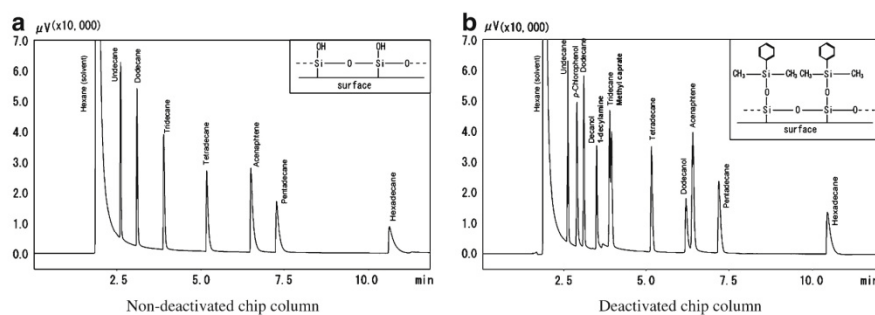 a
μV(x10,000)
7.0
6.0
5.0
4.0
3.0
2.0
1.0
0.0
Hexane (solvent)
Undecane
Dodecane
Tridecane
Tetradecane
Acenaphtene
Pentadecane
Hexadecane
OH OH
Si O Si O
surface
2.5 5.0 7.5 10.0 min
Non-deactivated chip column
b
μV(x10,000)
7.0
6.0
5.0
4.0
3.0
2.0
1.0
0.0
Hexane (solvent)
Undecane
p-Chlorophenol
Dodecane
Decanol
1-decylamine
Tridecane
Methyl caprate
Tetradecane
Dodecanol
Acenaphtene
Pentadecane
Hexadecane
CH₃ Si CH₃ CH₃ Si CH₃
O O
Si O Si O
surface
2.5 5.0 7.5 10.0 min
Deactivated chip column